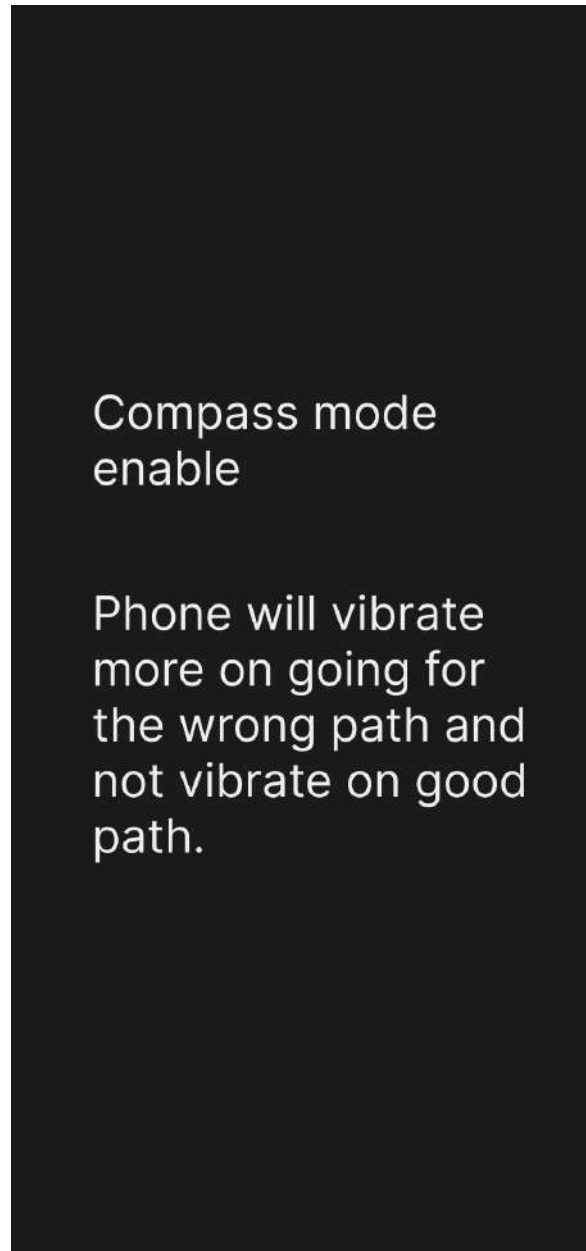 Compass mode
enable
Phone will vibrate
more on going for
the wrong path and
not vibrate on good
path.